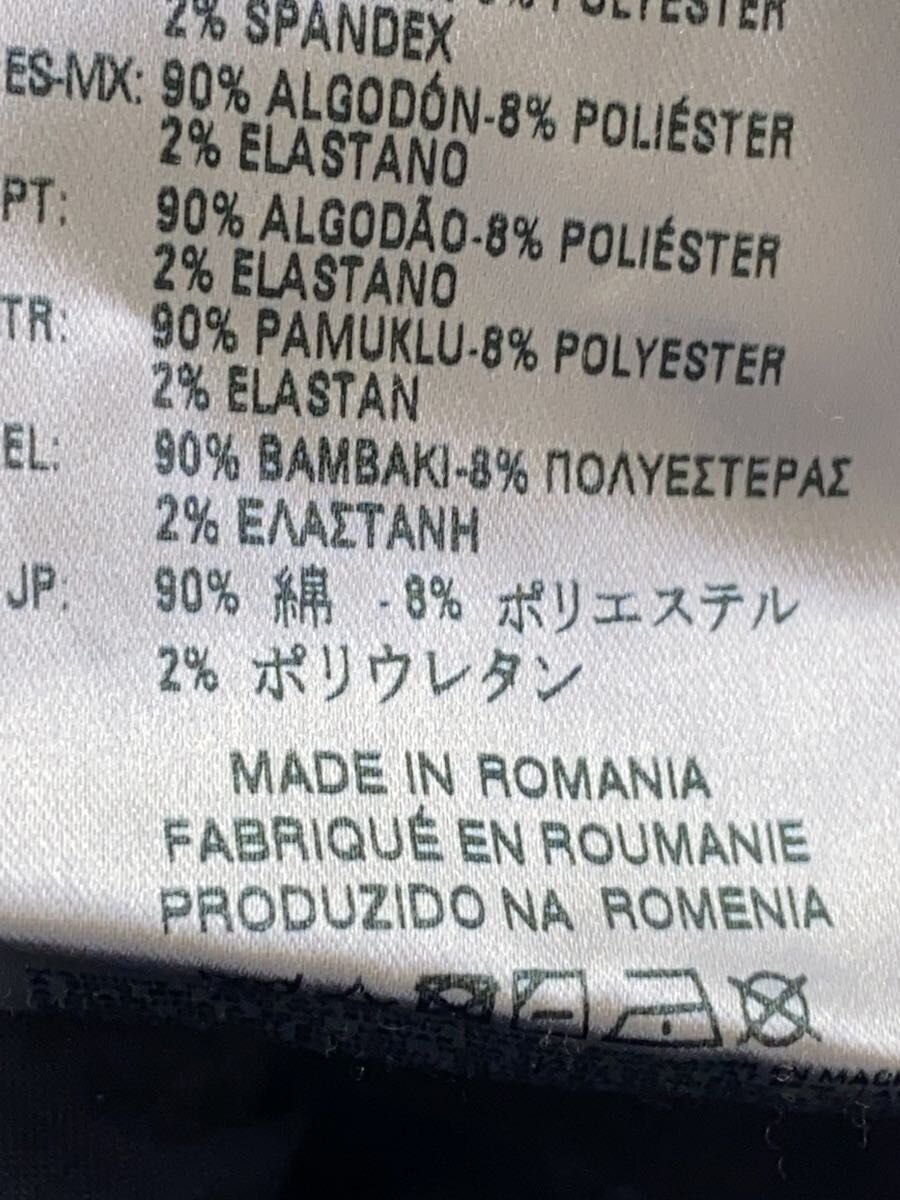 POLYESTER
2% SPANDEX
ES-MX: 90% ALGODÓN-8% POLIÉSTER
2% ELASTANO
PT: 90% ALGODÃO-8% POLIÉSTER
2% ELASTANO
TR: 90% PAMUKLU-8% POLYESTER
2% ELASTAN
EL: 90% BAMBAKI-8% ΠΟΛΥΕΣΤΕΡΑΣ
2% ΕΛΑΣΤΑΝΗ
JP: 90% 綿 -8% ポリエステル
2% ポリウレタン
MADE IN ROMANIA
FABRIQUÉ EN ROUMANIE
PRODUZIDO NA ROMENIA